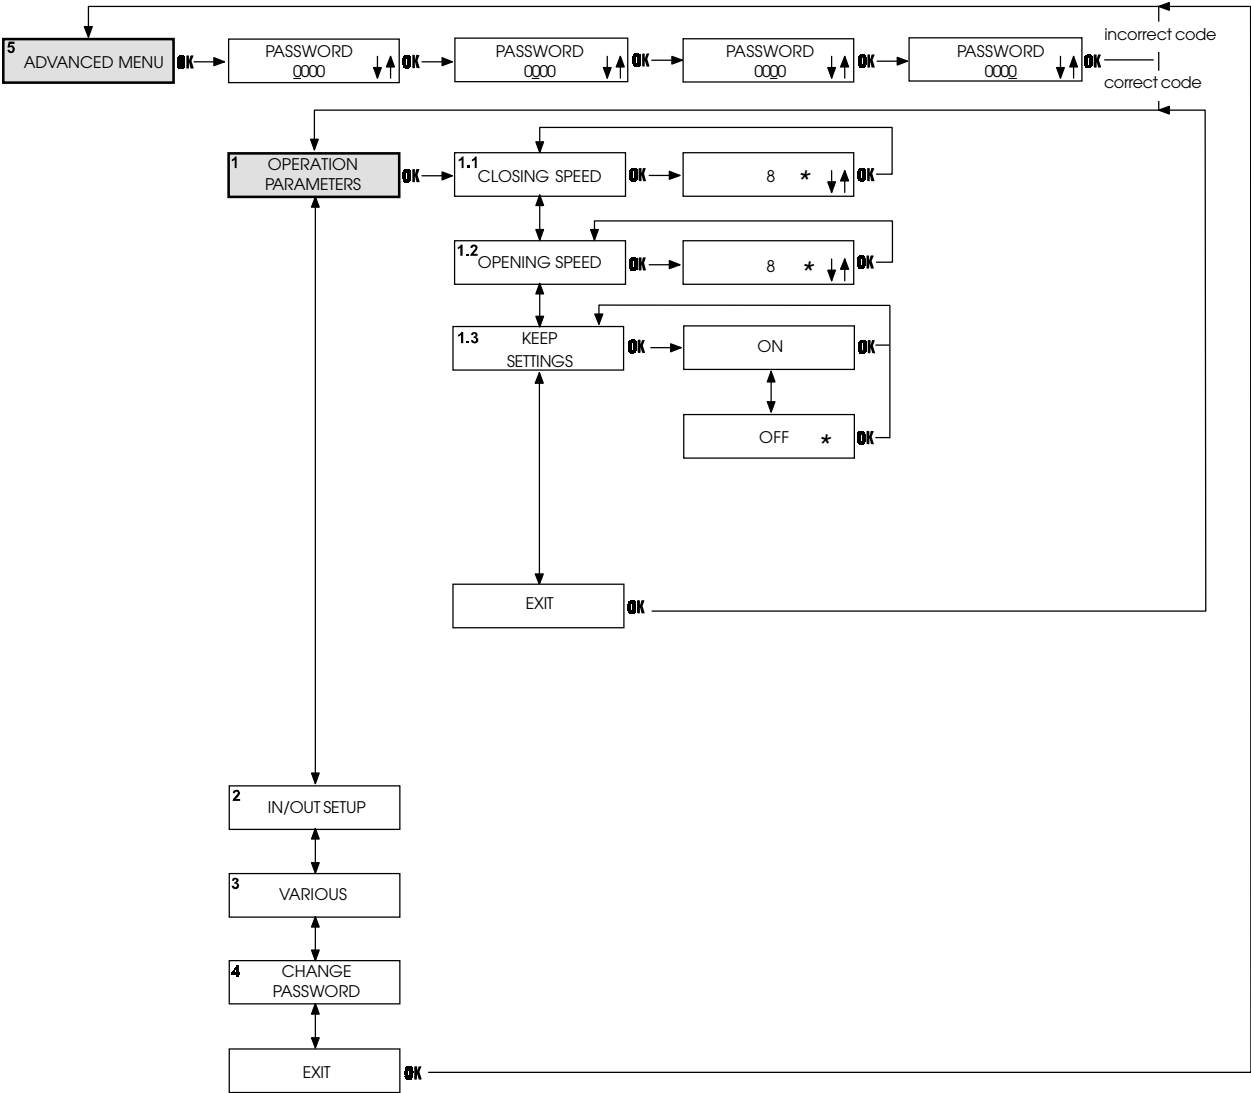 incorrect code
5 ADVANCED MENU OK
PASSWORD
0000
OK
PASSWORD
0000
OK
PASSWORD
0000
OK
PASSWORD
0000
OK
correct code
1 OPERATION
PARAMETERS
OK
1.1 CLOSING SPEED OK
8 * OK
1.2 OPENING SPEED OK
8 * OK
1.3 KEEP
SETTINGS
OK
ON OK
OFF * OK
EXIT OK
2 IN/OUT SETUP
3 VARIOUS
4 CHANGE
PASSWORD
EXIT OK